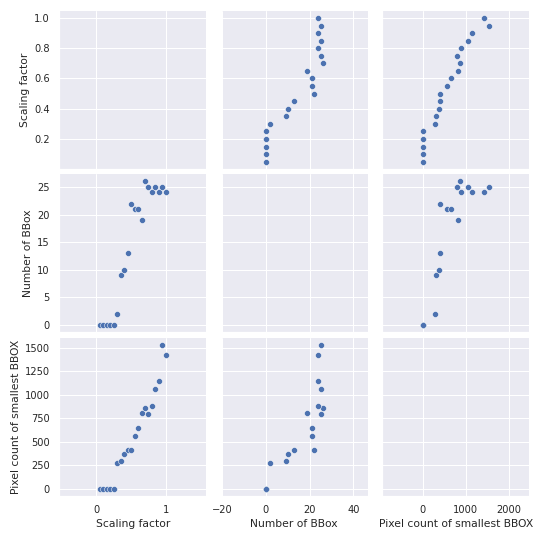 1.0
0.8
0.6
0.4
0.2
Scaling factor
25
20
15
10
5
0
Number of BBox
1500
1250
1000
750
500
250
0
Pixel count of smallest BBOX
0 1
Scaling factor
−20 0 20 40
Number of BBox
0 1000 2000
Pixel count of smallest BBOX